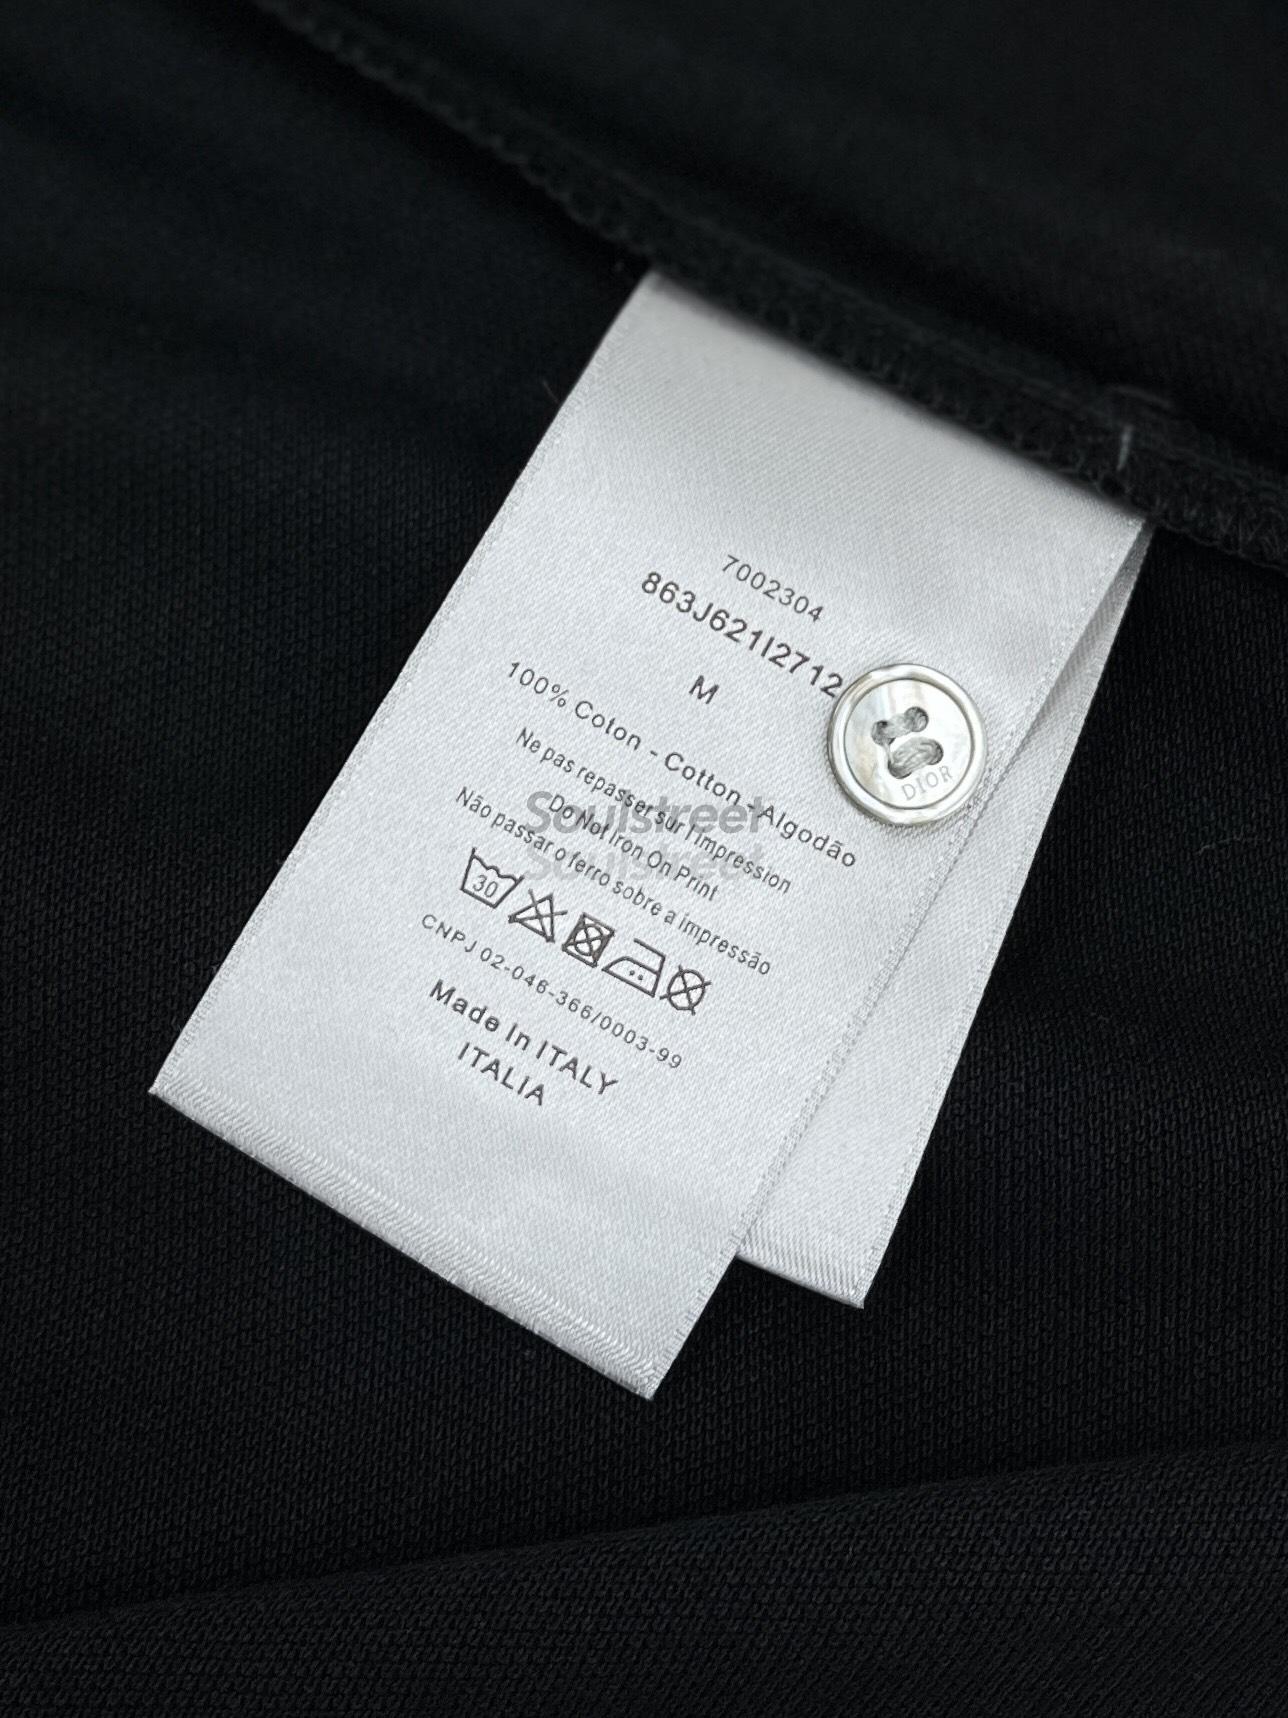 7002304
863J621I2712
M
100% Coton - Cotton - Algodão
Ne pas repasser sur l'impression
Do Not Iron On Print
Não passar o ferro sobre a impressão
30
CNPJ 02-046-366/0003-99
Made In ITALY
ITALIA
DIOR
Soulstreet
Soulstreet